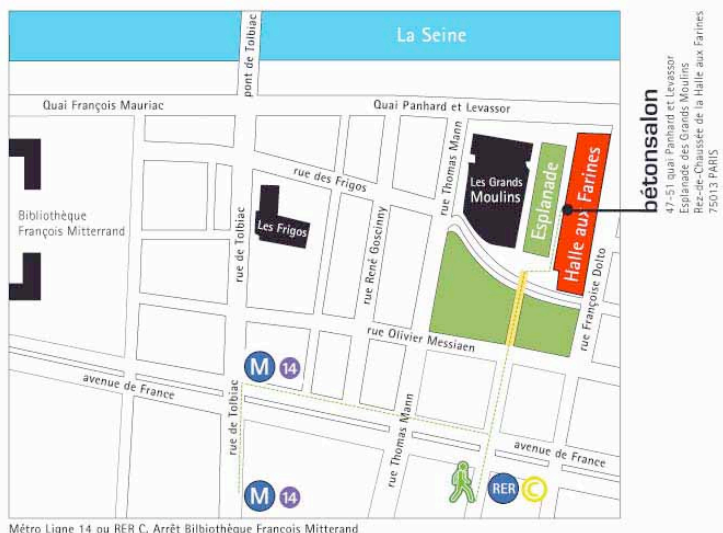 La Seine
pont de Tolbiac
Quai François Mauriac
Quai Panhard et Levassor
bétonsalon
47-51 quai Panhard et Levassor
Esplanade des Grands Moulins
Rez-de-Chaussée de la Halle aux Farines
75013 PARIS
rue Thomas Mann
Les Grands
Moulins
Esplanade
Halle aux Farines
rue des Frigos
Bibliothèque
François Mitterrand
Les Frigos
rue de Tolbiac
rue René Goscinny
rue Françoise Dolto
rue Olivier Messiaen
M 14
avenue de France
rue de Tolbiac
rue Thomas Mann
avenue de France
M 14
RER C
Métro Ligne 14 ou RER C, Arrêt Bilbiothèque François Mitterrand